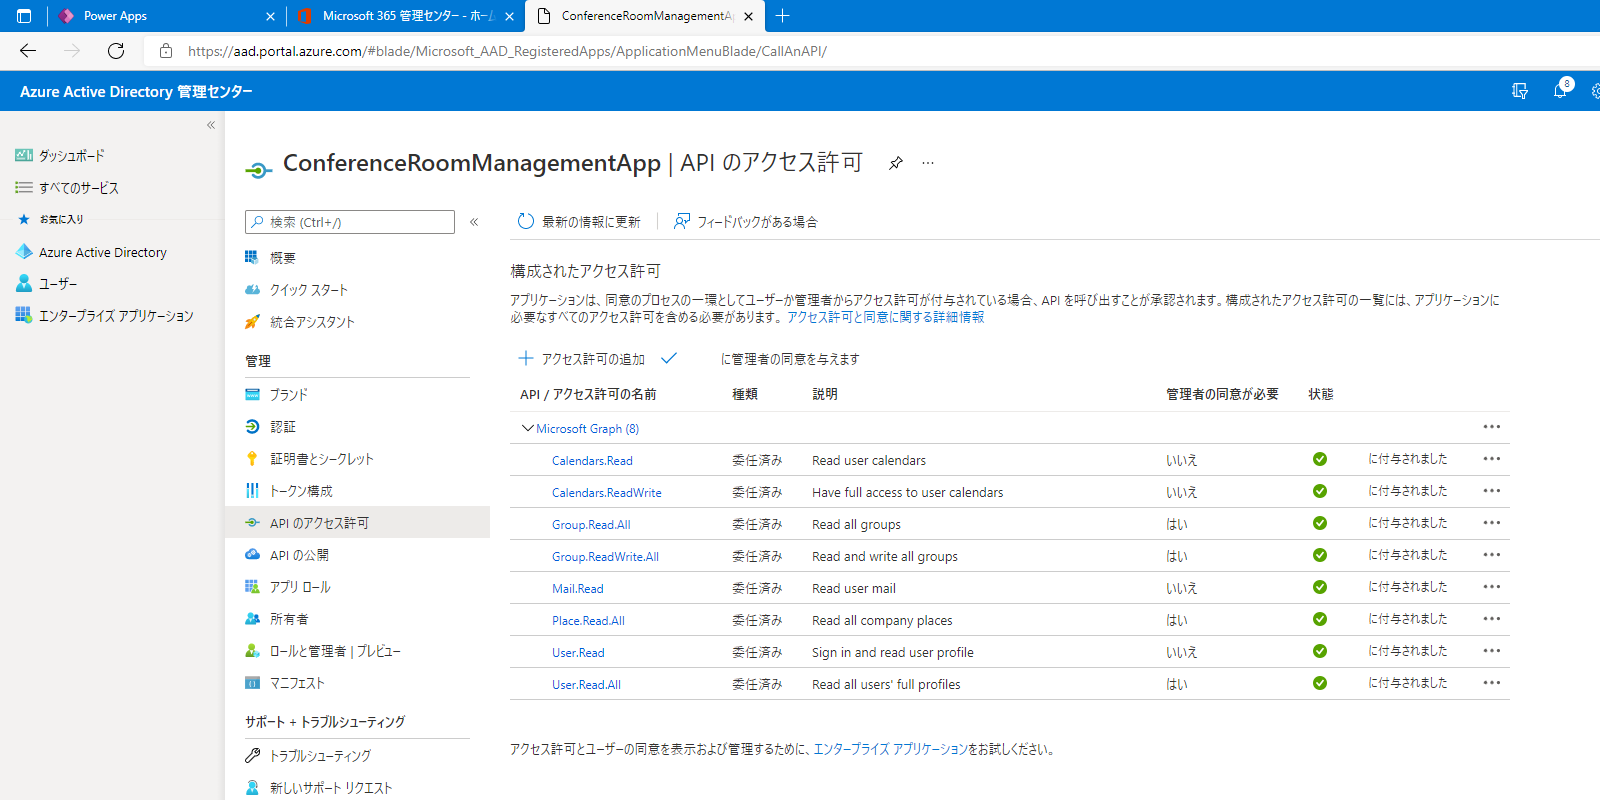 Power Apps
Microsoft 365 管理センター - ホーム
ConferenceRoomManagementAp
https://aad.portal.azure.com/#blade/Microsoft_AAD_RegisteredApps/ApplicationMenuBlade/CallAnAPI/
Azure Active Directory 管理センター
8
ダッシュボード
すべてのサービス
お気に入り
Azure Active Directory
ユーザー
エンタープライズ アプリケーション
ConferenceRoomManagementApp | API のアクセス許可
検索 (Ctrl+/)
概要
クイック スタート
統合アシスタント
管理
ブランド
認証
証明書とシークレット
トークン構成
API のアクセス許可
API の公開
アプリ ロール
所有者
ロールと管理者 | プレビュー
マニフェスト
サポート + トラブルシューティング
トラブルシューティング
新しいサポート リクエスト
最新の情報に更新
フィードバックがある場合
構成されたアクセス許可
アプリケーションは、同意のプロセスの一環としてユーザーか管理者からアクセス許可が付与されている場合、API を呼び出すことが承認されます。構成されたアクセス許可の一覧には、アプリケーションに
必要なすべてのアクセス許可を含める必要があります。 アクセス許可と同意に関する詳細情報
アクセス許可の追加 に管理者の同意を与えます
API / アクセス許可の名前 種類 説明 管理者の同意が必要 状態
Microsoft Graph (8)
Calendars.Read 委任済み Read user calendars いいえ に付与されました
Calendars.ReadWrite 委任済み Have full access to user calendars いいえ に付与されました
Group.Read.All 委任済み Read all groups はい に付与されました
Group.ReadWrite.All 委任済み Read and write all groups はい に付与されました
Mail.Read 委任済み Read user mail いいえ に付与されました
Place.Read.All 委任済み Read all company places はい に付与されました
User.Read 委任済み Sign in and read user profile いいえ に付与されました
User.Read.All 委任済み Read all users' full profiles はい に付与されました
アクセス許可とユーザーの同意を表示および管理するために、エンタープライズ アプリケーションをお試しください。